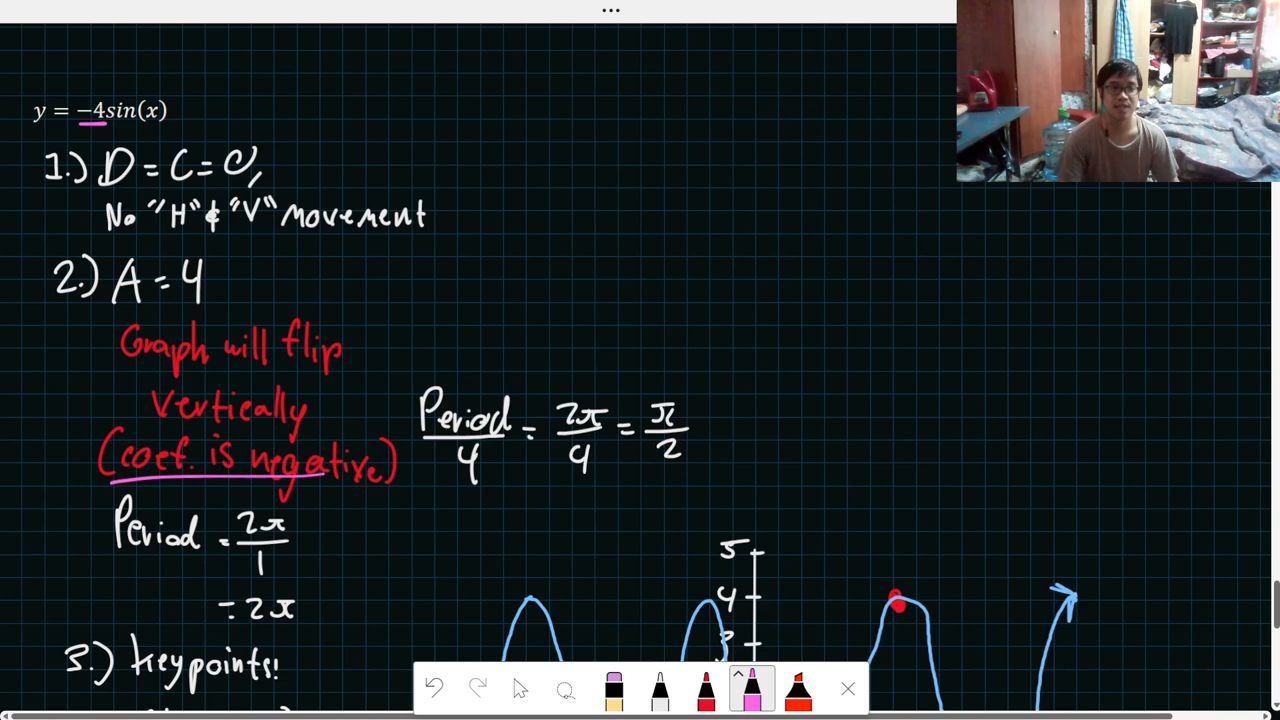 y = −4sin(x)
1.) D = C = 0,
No "H" & "V" movement
2.) A = 4
Graph will flip
vertically
(coef. is negative)
Period/4 = 2π/4 = π/2
Period = 2π/1
= 2π
3.) keypoints!
5
4
3